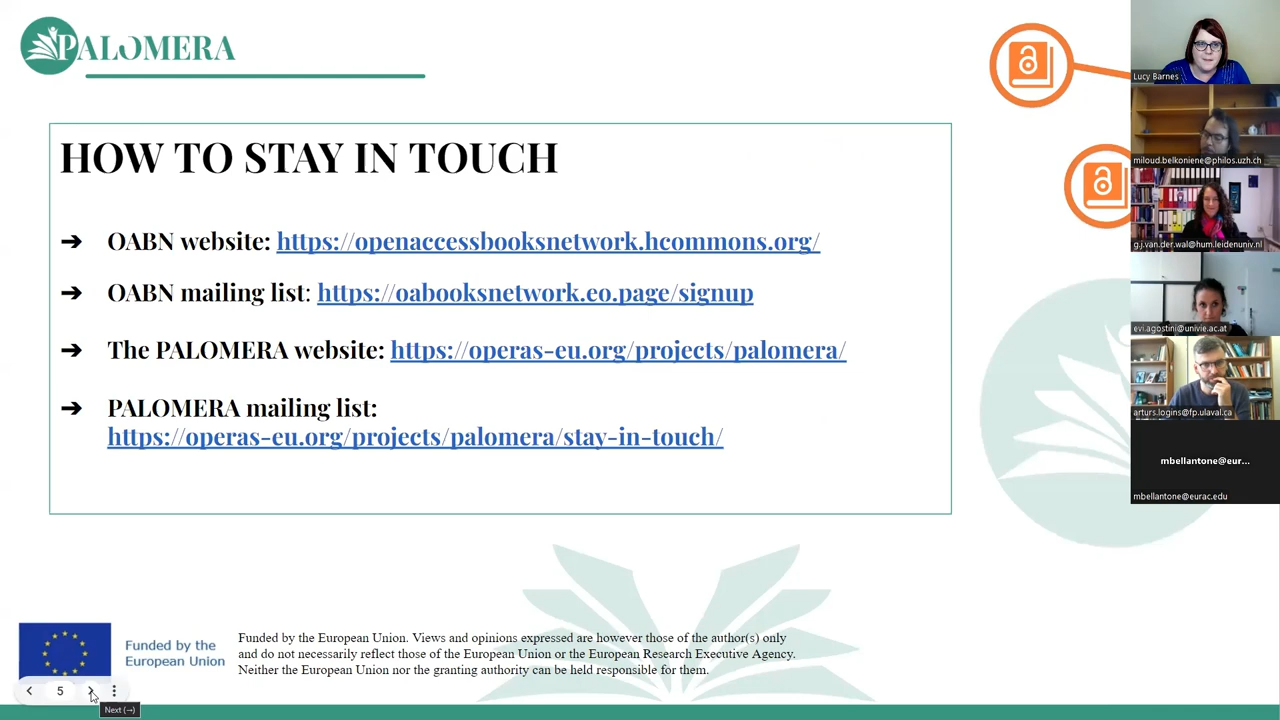 PALOMERA
HOW TO STAY IN TOUCH
➔ OABN website: https://openaccessbooksnetwork.hcommons.org/
➔ OABN mailing list: https://oabooksnetwork.eo.page/signup
➔ The PALOMERA website: https://operas-eu.org/projects/palomera/
➔ PALOMERA mailing list:
https://operas-eu.org/projects/palomera/stay-in-touch/
Funded by the
European Union
Funded by the European Union. Views and opinions expressed are however those of the author(s) only
and do not necessarily reflect those of the European Union or the European Research Executive Agency.
Neither the European Union nor the granting authority can be held responsible for them.
5
Next (→)
Lucy Barnes
miloud.belkoniene@philos.uzh.ch
g.j.van.der.wal@hum.leidenuniv.nl
evi.agostini@univie.ac.at
arturs.logins@fp.ulaval.ca
mbellantone@eur...
mbellantone@eurac.edu